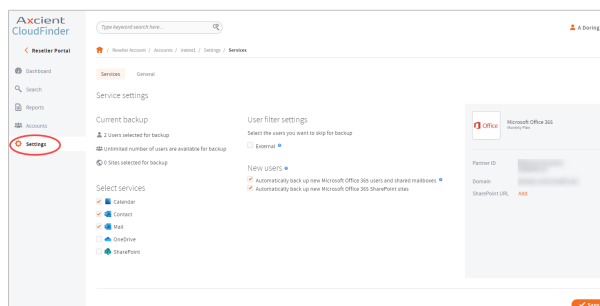 Axcient
CloudFinder
Type keyword search here...
A Doring
Reseller Portal
/ Reseller Account / Accounts / / Settings / Services
Dashboard
Search
Reports
Accounts
Settings
Services General
Service settings
Current backup
2 Users selected for backup
Unlimited number of users are available for backup
0 Sites selected for backup
Select services
Calendar
Contact
Mail
OneDrive
SharePoint
User filter settings
Select the users you want to skip for backup
External
New users
Automatically back up new Microsoft Office 365 users and shared mailboxes
Automatically back up new Microsoft Office 365 SharePoint sites
Office
Microsoft Office 365
Monthly Plan
Partner ID
Domain
SharePoint URL Add